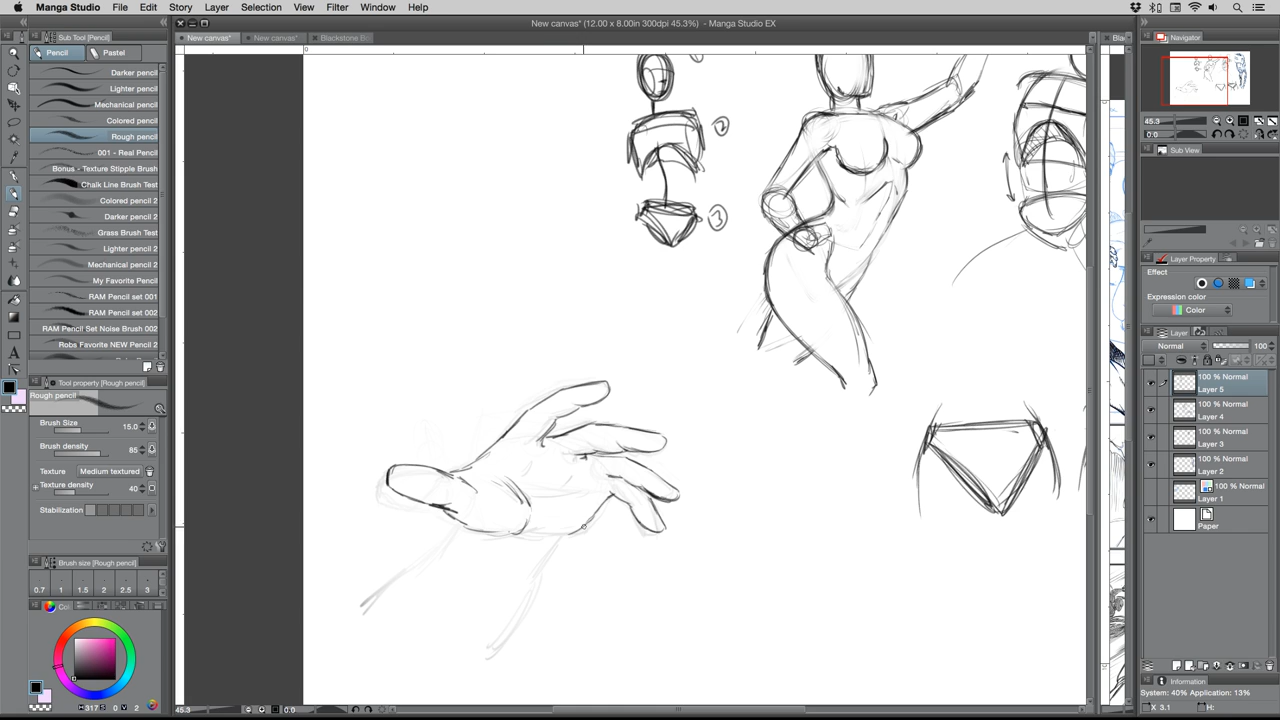 Manga Studio File Edit Story Layer Selection View Filter Window Help
New canvas* (12.00 x 8.00in 300dpi 45.3%) - Manga Studio EX
Sub Tool [Pencil]
New canvas*
New canvas*
Blackstone E
Navigator
Pencil
Pastel
Darker pencil
Lighter pencil
Mechanical pencil
Colored pencil
Rough pencil
001 - Real Pencil
Bonus - Texture Stipple Brush
Chalk Line Brush Test
Colored pencil 2
Darker pencil 2
Grass Brush Test
Lighter pencil 2
Mechanical pencil 2
My Favorite Pencil
RAM Pencil set 001
RAM Pencil set 002
RAM Pencil Set Noise Brush 002
Robs Favorite NEW Pencil 2
Tool property [Rough pencil]
Rough pencil
Brush Size 15.0
Brush density 85
Texture Medium textured
Texture density 40
Stabilization
Brush size [Rough pencil]
0.7 1 1.5 2 2.5 3
H 317 S 0 V 2
0
2
3
45.3 0.0
45.3
0.0
Sub View
Layer Property
Effect
Expression color
Color
Layer
Normal 100
100 % Normal
Layer 5
100 % Normal
Layer 4
100 % Normal
Layer 3
100 % Normal
Layer 2
100 % Normal
Layer 1
Paper
Information
System: 40% Application: 13%
X 3.1 H: